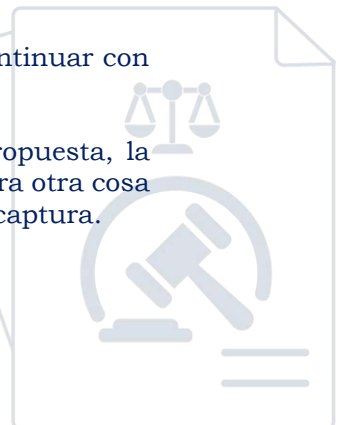 ntinuar con
ropuesta, la
ra otra cosa
captura.